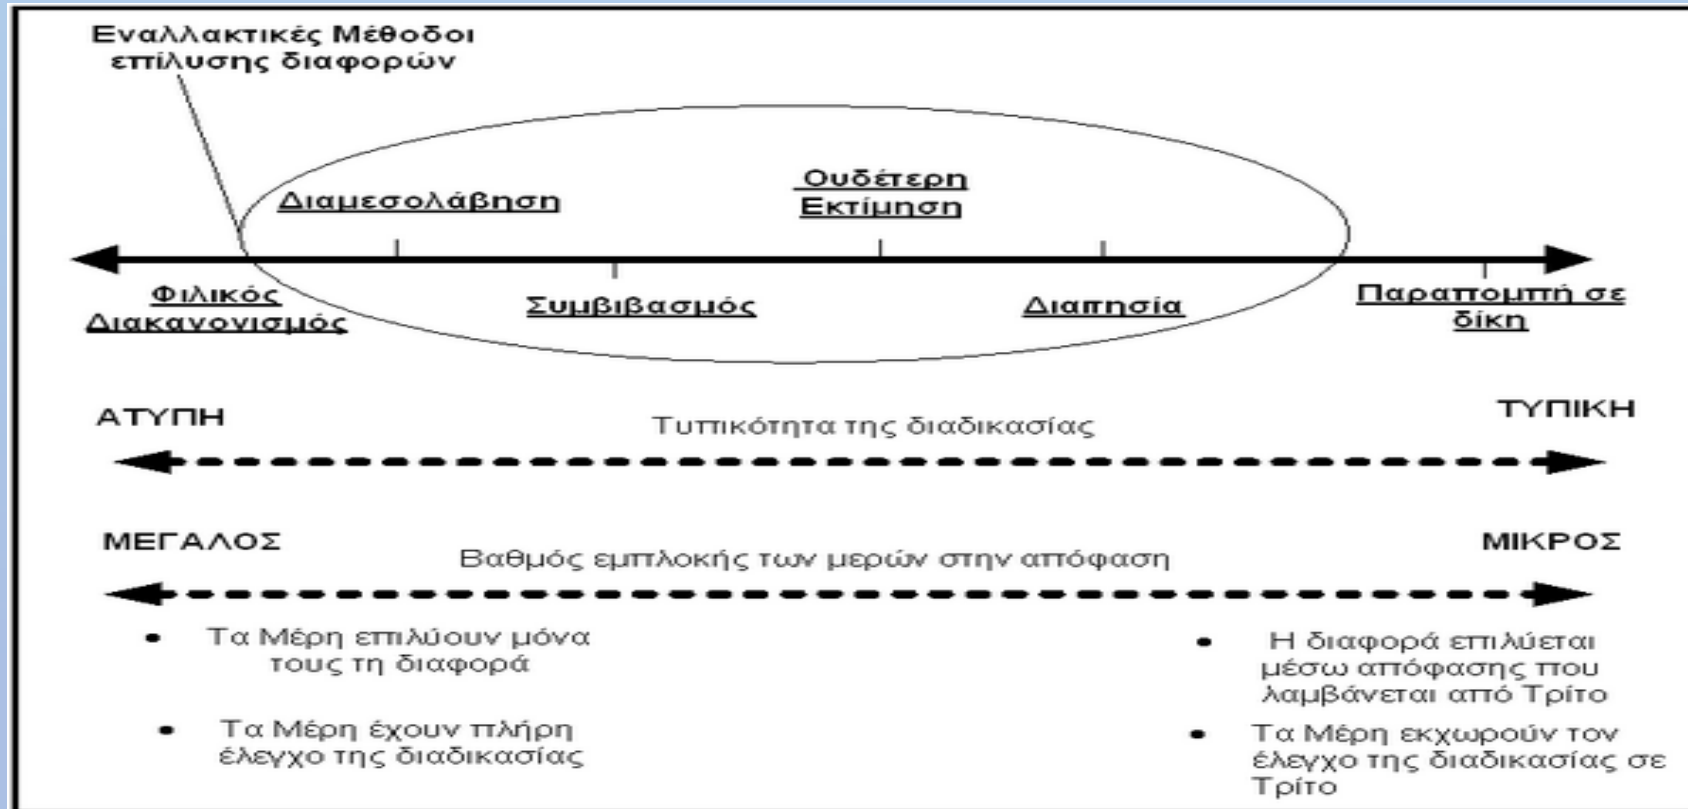 Εναλλακτικές Μέθοδοι
επίλυσης διαφορών
Διαμεσολάβηση
Ουδέτερη
Εκτίμηση
Φιλικός
Διακανονισμός
Συμβιβασμός
Διαιτησία
Παραπομπή σε
δίκη
ΑΤΥΠΗ
Τυπικότητα της διαδικασίας
ΤΥΠΙΚΗ
ΜΕΓΑΛΟΣ
Βαθμός εμπλοκής των μερών στην απόφαση
ΜΙΚΡΟΣ
• Τα Μέρη επιλύουν μόνα
τους τη διαφορά
• Τα Μέρη έχουν πλήρη
έλεγχο της διαδικασίας
• Η διαφορά επιλύεται
μέσω απόφασης που
λαμβάνεται από Τρίτο
• Τα Μέρη εκχωρούν τον
έλεγχο της διαδικασίας σε
Τρίτο